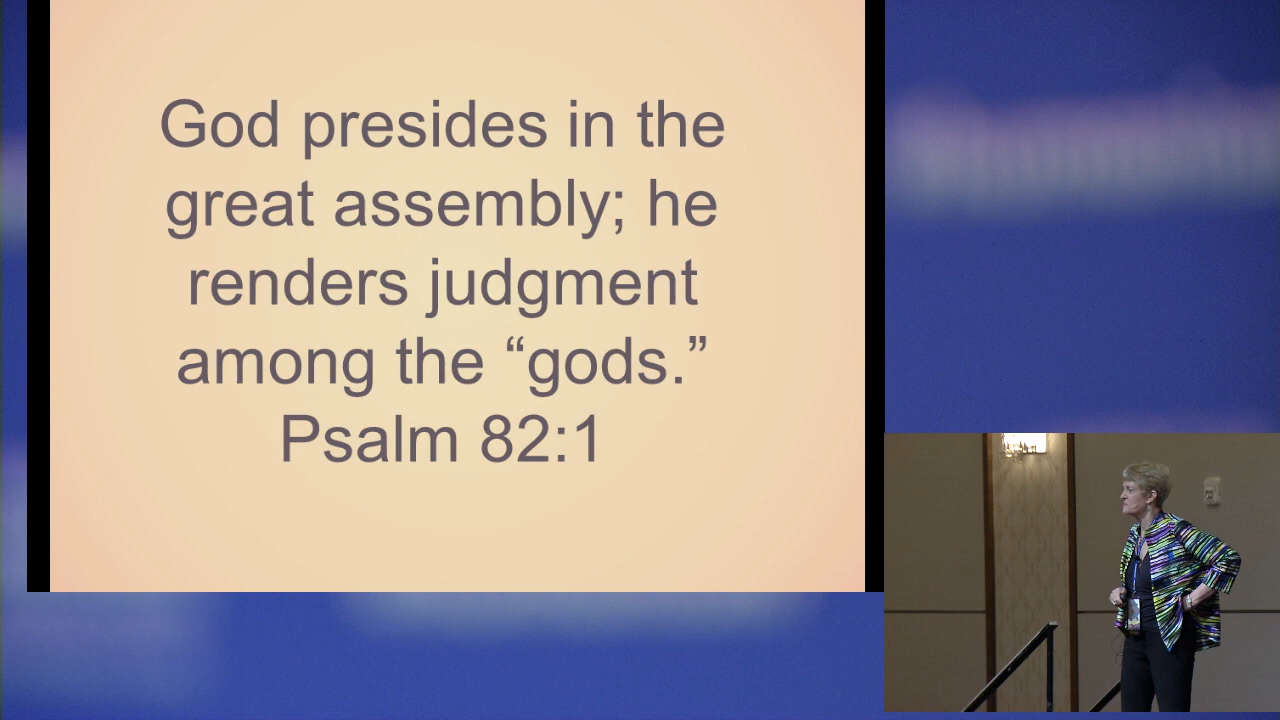 God presides in the
great assembly; he
renders judgment
among the “gods.”
Psalm 82:1